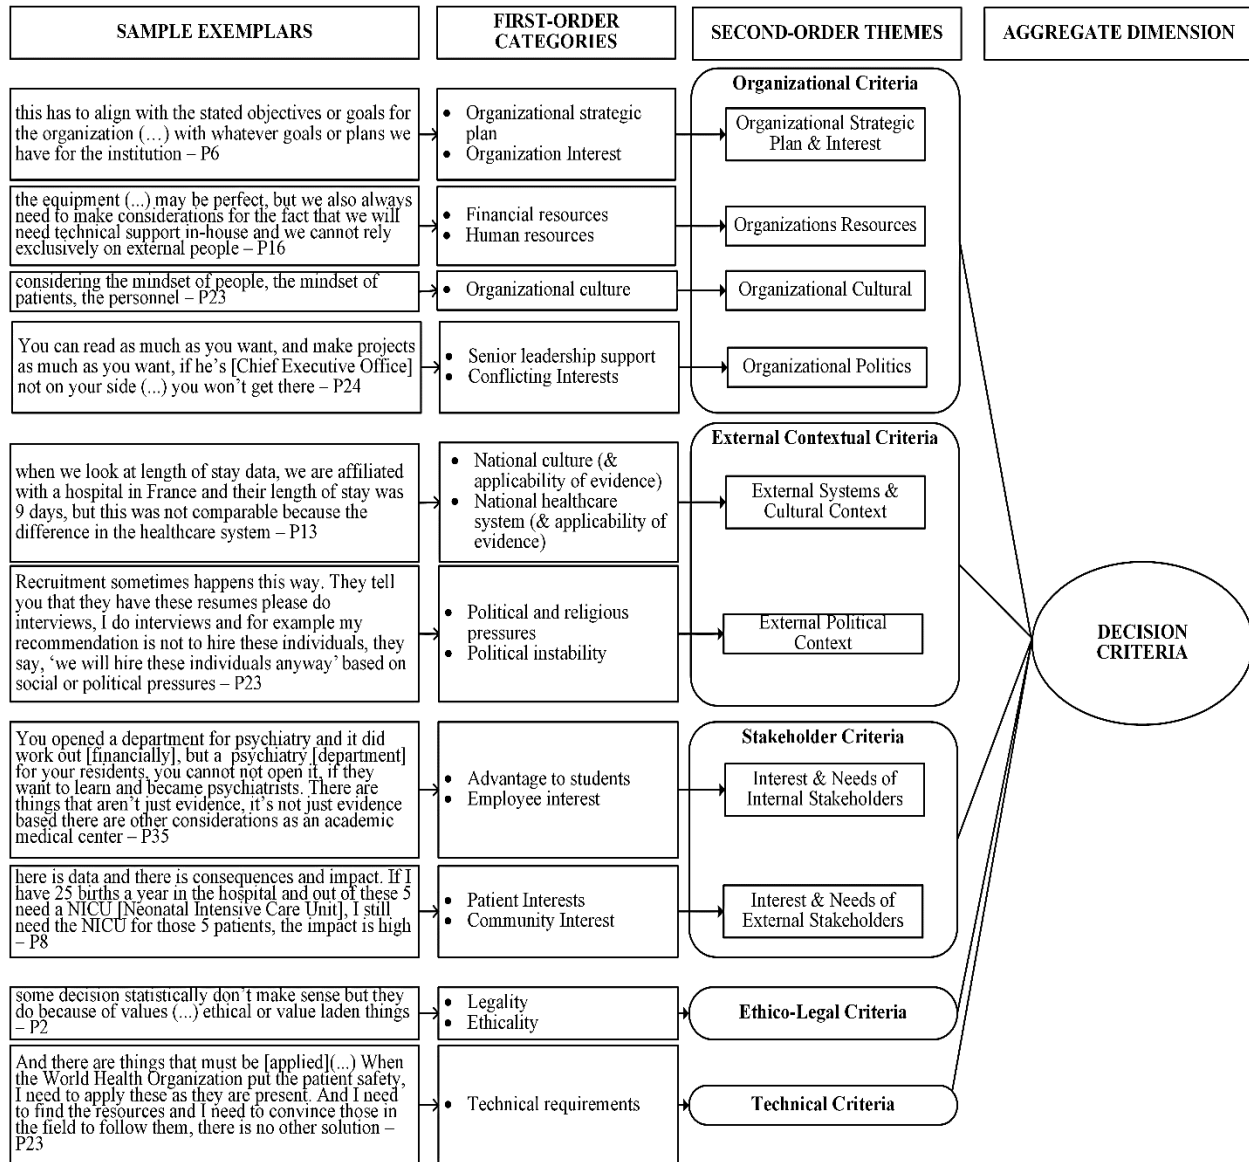 SAMPLE EXEMPLARS
FIRST-ORDER
CATEGORIES
SECOND-ORDER THEMES
AGGREGATE DIMENSION
this has to align with the stated objectives or goals for
the organization (…) with whatever goals or plans we
have for the institution – P6
• Organizational strategic
plan
• Organization Interest
Organizational Criteria
Organizational Strategic
Plan & Interest
the equipment (...) may be perfect, but we also always
need to make considerations for the fact that we will
need technical support in-house and we cannot rely
exclusively on external people – P16
• Financial resources
• Human resources
Organizations Resources
considering the mindset of people, the mindset of
patients, the personnel – P23
• Organizational culture
Organizational Cultural
You can read as much as you want, and make projects
as much as you want, if he’s [Chief Executive Office]
not on your side (...) you won’t get there – P24
• Senior leadership support
• Conflicting Interests
Organizational Politics
when we look at length of stay data, we are affiliated
with a hospital in France and their length of stay was
9 days, but this was not comparable because the
difference in the healthcare system – P13
• National culture (&
applicability of evidence)
• National healthcare
system (& applicability of
evidence)
External Contextual Criteria
External Systems &
Cultural Context
Recruitment sometimes happens this way. They tell
you that they have these resumes please do
interviews, I do interviews and for example my
recommendation is not to hire these individuals, they
say, ‘we will hire these individuals anyway’ based on
social or political pressures – P23
• Political and religious
pressures
• Political instability
External Political
Context
DECISION
CRITERIA
You opened a department for psychiatry and it did
work out [financially], but a psychiatry [department]
for your residents, you cannot not open it, if they
want to learn and became psychiatrists. There are
things that aren’t just evidence, it’s not just evidence
based there are other considerations as an academic
medical center – P35
• Advantage to students
• Employee interest
Stakeholder Criteria
Interest & Needs of
Internal Stakeholders
here is data and there is consequences and impact. If I
have 25 births a year in the hospital and out of these 5
need a NICU [Neonatal Intensive Care Unit], I still
need the NICU for those 5 patients, the impact is high
– P8
• Patient Interests
• Community Interest
Interest & Needs of
External Stakeholders
some decision statistically don’t make sense but they
do because of values (...) ethical or value laden things
– P2
• Legality
• Ethicality
Ethico-Legal Criteria
And there are things that must be [applied](...) When
the World Health Organization put the patient safety,
I need to apply these as they are present. And I need
to find the resources and I need to convince those in
the field to follow them, there is no other solution –
P23
• Technical requirements
Technical Criteria